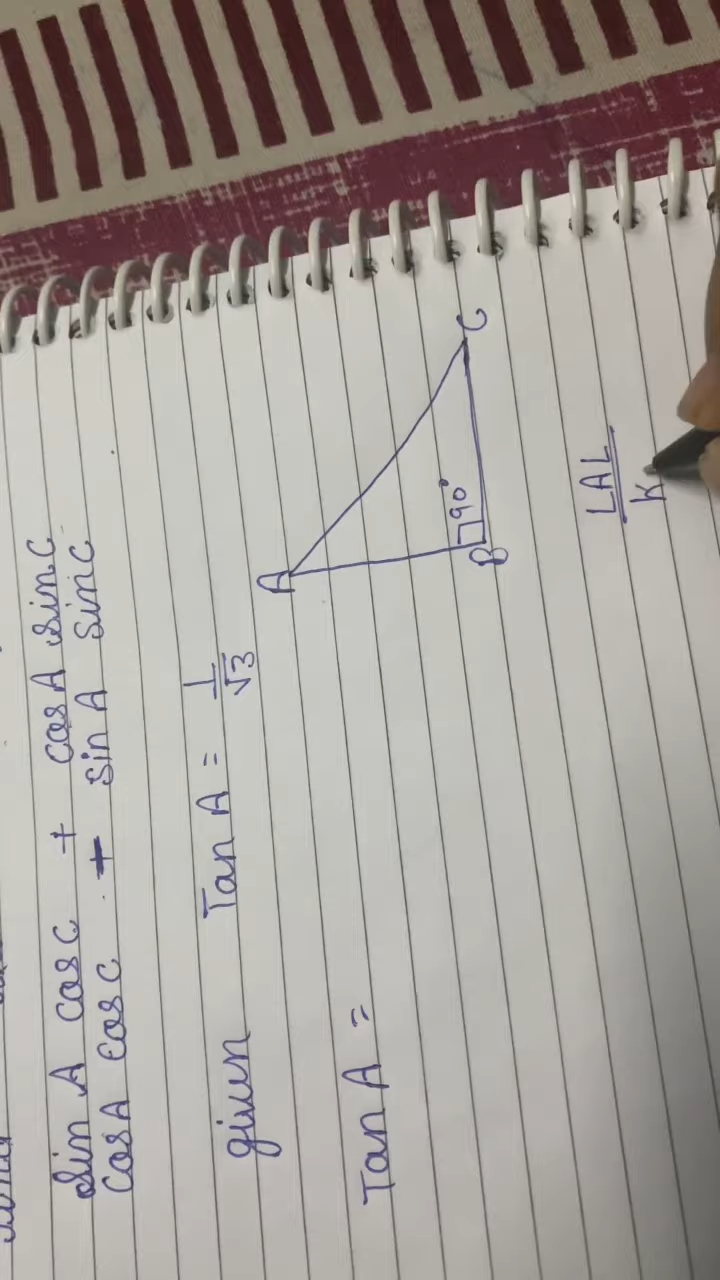 sin A cos C + cos A sin C
cos A cos C + sin A sin C
given Tan A = 1/√3
A
90°
B
C
Tan A =
LAL
K